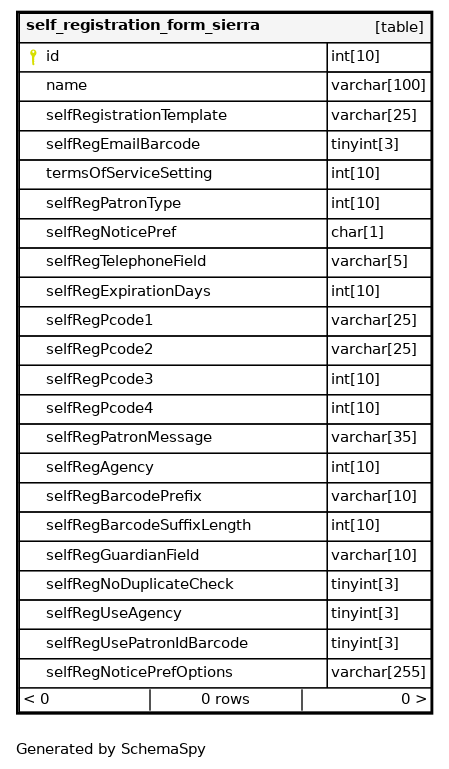 self_registration_form_sierra [table]
id int[10]
name varchar[100]
selfRegistrationTemplate varchar[25]
selfRegEmailBarcode tinyint[3]
termsOfServiceSetting int[10]
selfRegPatronType int[10]
selfRegNoticePref char[1]
selfRegTelephoneField varchar[5]
selfRegExpirationDays int[10]
selfRegPcode1 varchar[25]
selfRegPcode2 varchar[25]
selfRegPcode3 int[10]
selfRegPcode4 int[10]
selfRegPatronMessage varchar[35]
selfRegAgency int[10]
selfRegBarcodePrefix varchar[10]
selfRegBarcodeSuffixLength int[10]
selfRegGuardianField varchar[10]
selfRegNoDuplicateCheck tinyint[3]
selfRegUseAgency tinyint[3]
selfRegUsePatronIdBarcode tinyint[3]
selfRegNoticePrefOptions varchar[255]
< 0 0 rows 0 >
Generated by SchemaSpy